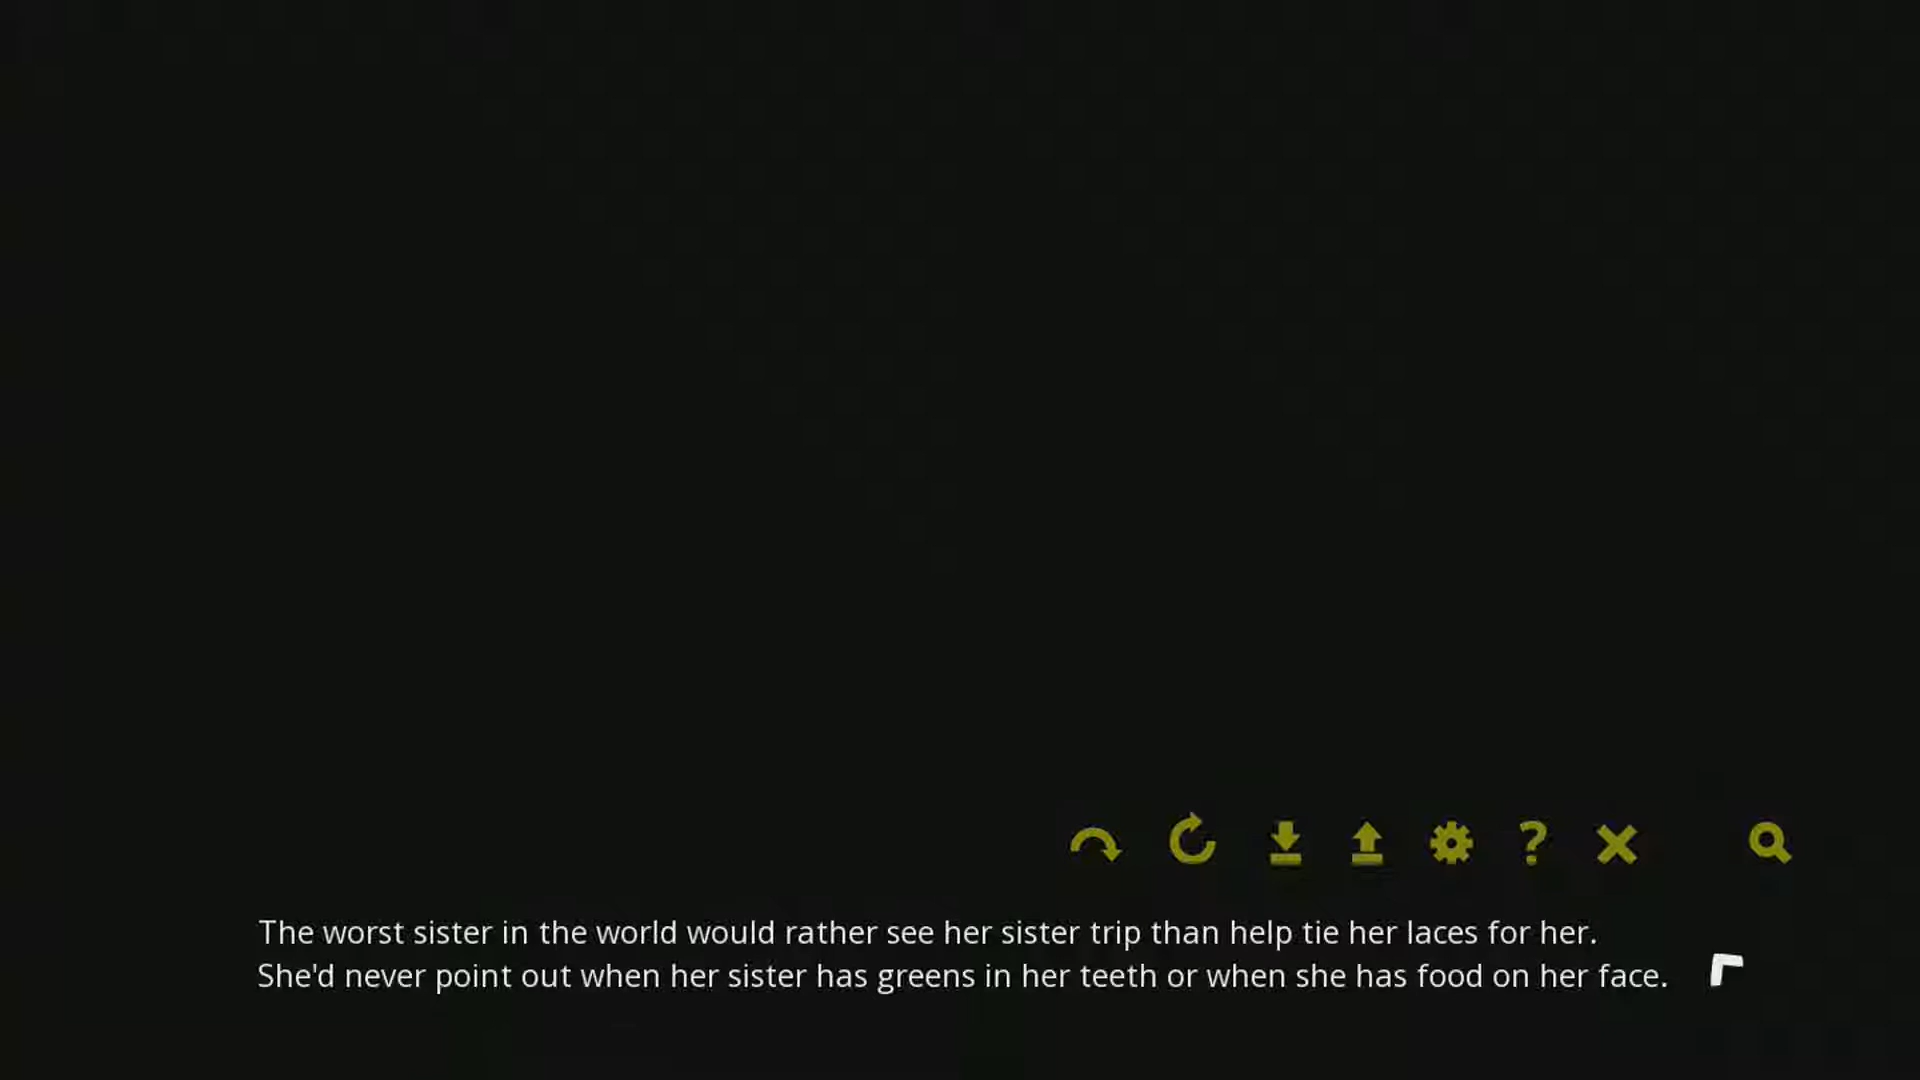 The worst sister in the world would rather see her sister trip than help tie her laces for her.
She'd never point out when her sister has greens in her teeth or when she has food on her face.